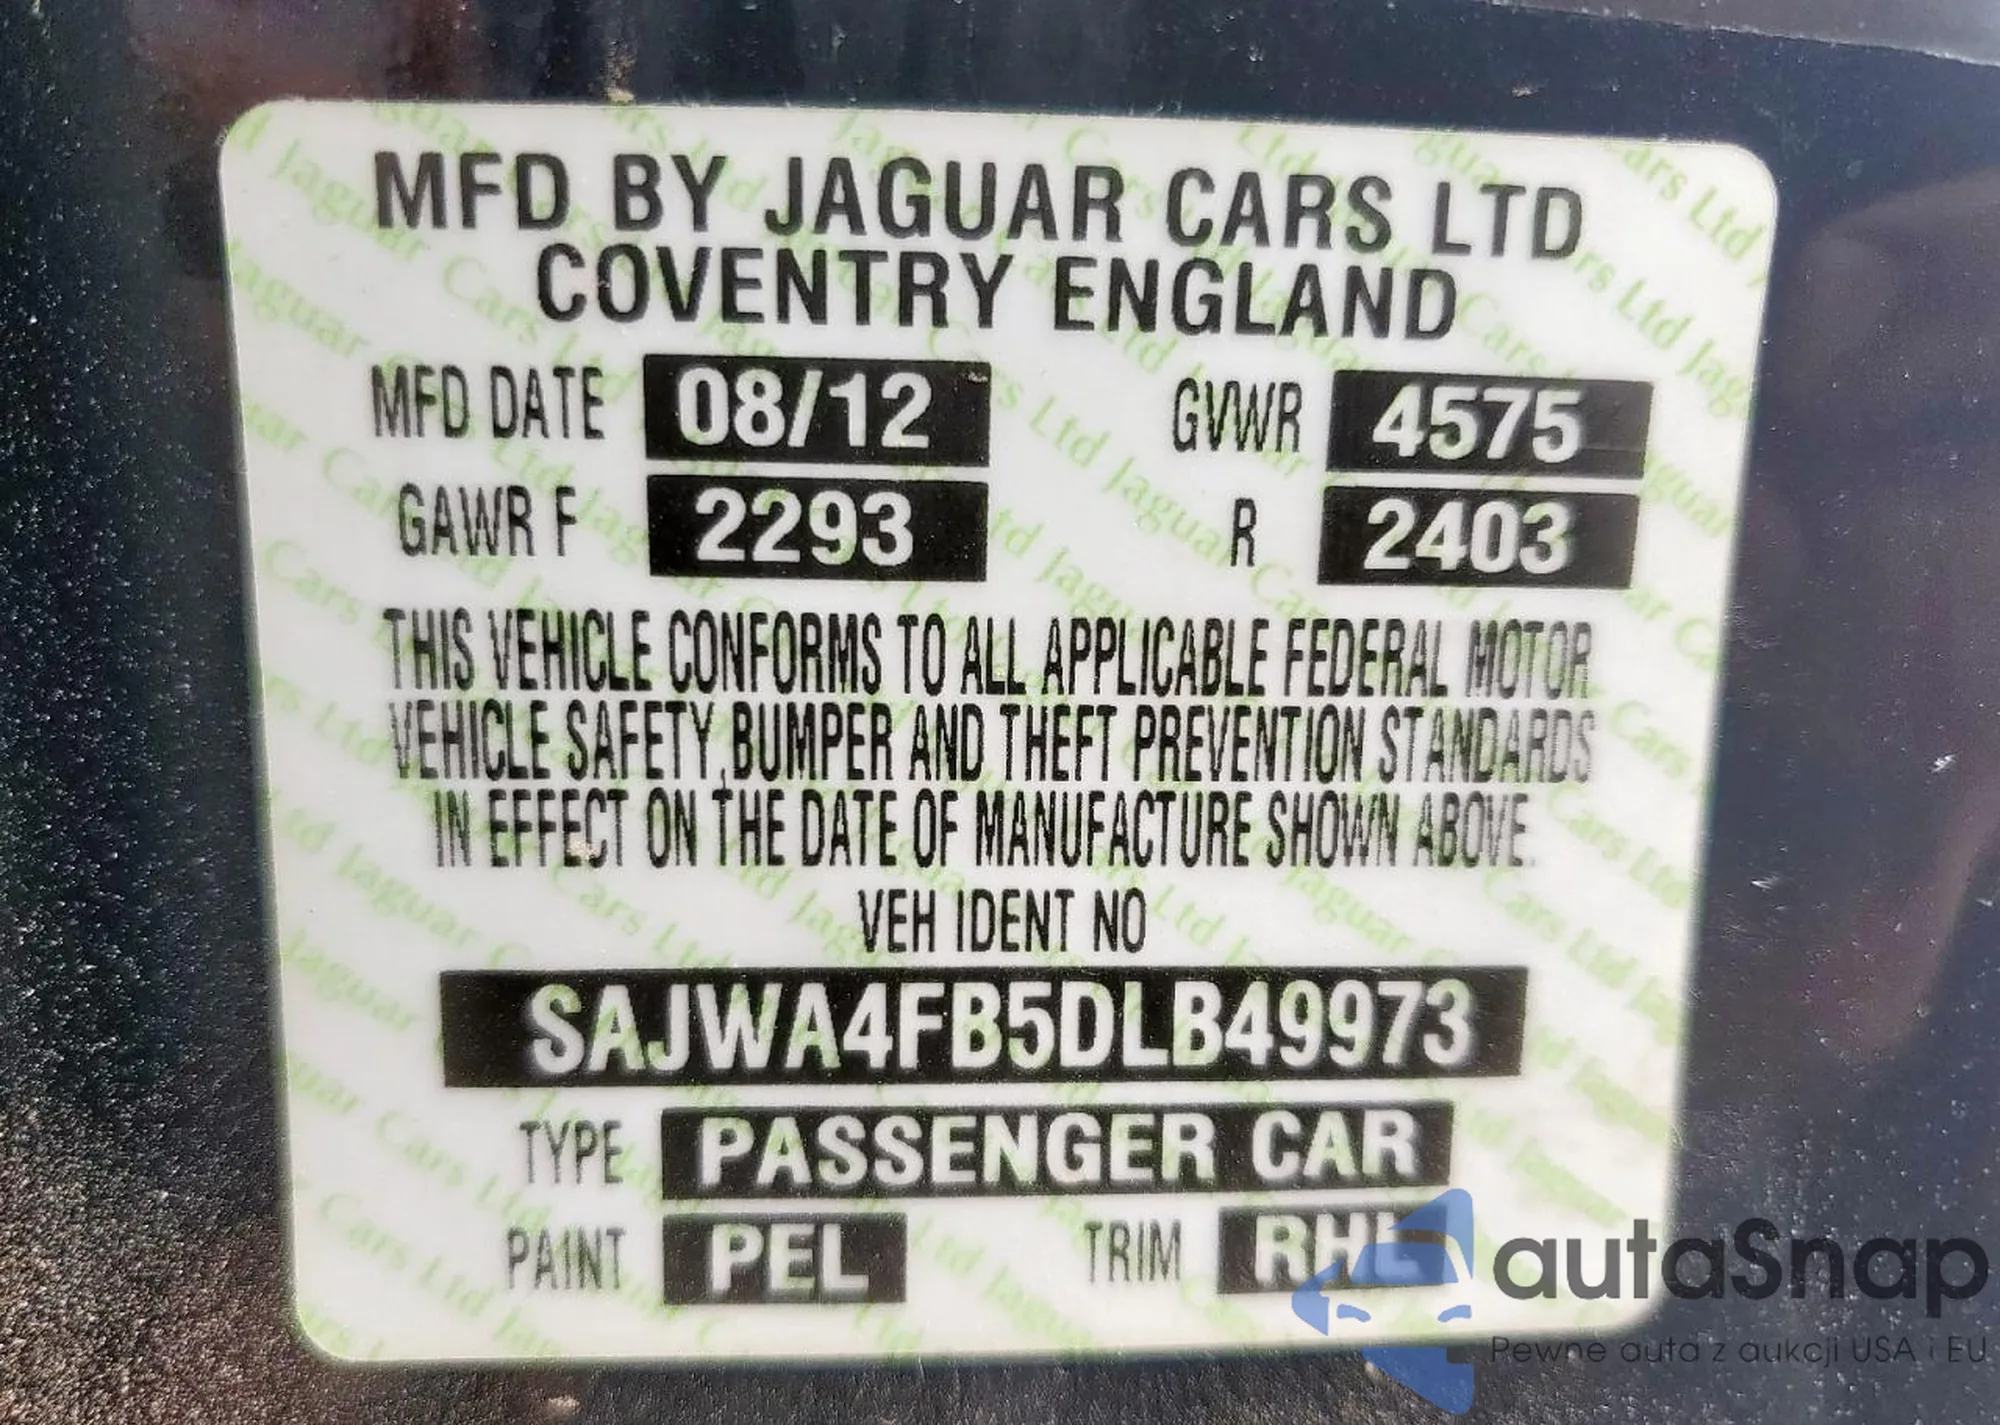 MFD BY JAGUAR CARS LTD
COVENTRY ENGLAND
MFD DATE 08/12 GVWR 4575
GAWR F 2293 R 2403
THIS VEHICLE CONFORMS TO ALL APPLICABLE FEDERAL MOTOR
VEHICLE SAFETY,BUMPER AND THEFT PREVENTION STANDARDS
IN EFFECT ON THE DATE OF MANUFACTURE SHOWN ABOVE.
VEH IDENT NO
SAJWA4FB5DLB49973
TYPE PASSENGER CAR
PAINT PEL TRIM RHL
autaSnap
Pewne auta z aukcji USA i EU